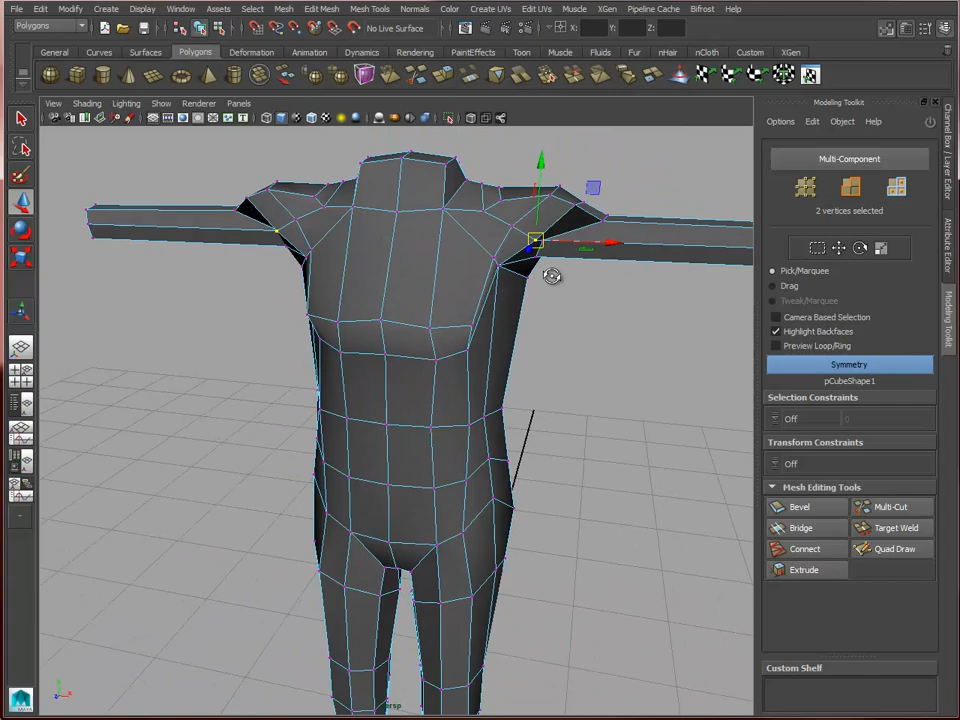 File Edit Modify Create Display Window Assets Select Mesh Edit Mesh Mesh Tools Normals Color Create UVs Edit UVs Muscle XGen Pipeline Cache Bifrost Help
Polygons No Live Surface X: Y: Z:
General Curves Surfaces Polygons Deformation Animation Dynamics Rendering PaintEffects Toon Muscle Fluids Fur nHair nCloth Custom XGen
View Shading Lighting Show Renderer Panels
Modeling Toolkit
Options Edit Object Help
Multi-Component
2 vertices selected
Pick/Marquee
Drag
Tweak/Marquee
Camera Based Selection
Highlight Backfaces
Preview Loop/Ring
Symmetry
pCubeShape1
Selection Constraints
Off 0
Transform Constraints
Off
Mesh Editing Tools
Bevel Multi-Cut
Bridge Target Weld
Connect Quad Draw
Extrude
Custom Shelf
Channel Box / Layer Editor
Attribute Editor
Modeling Toolkit
persp